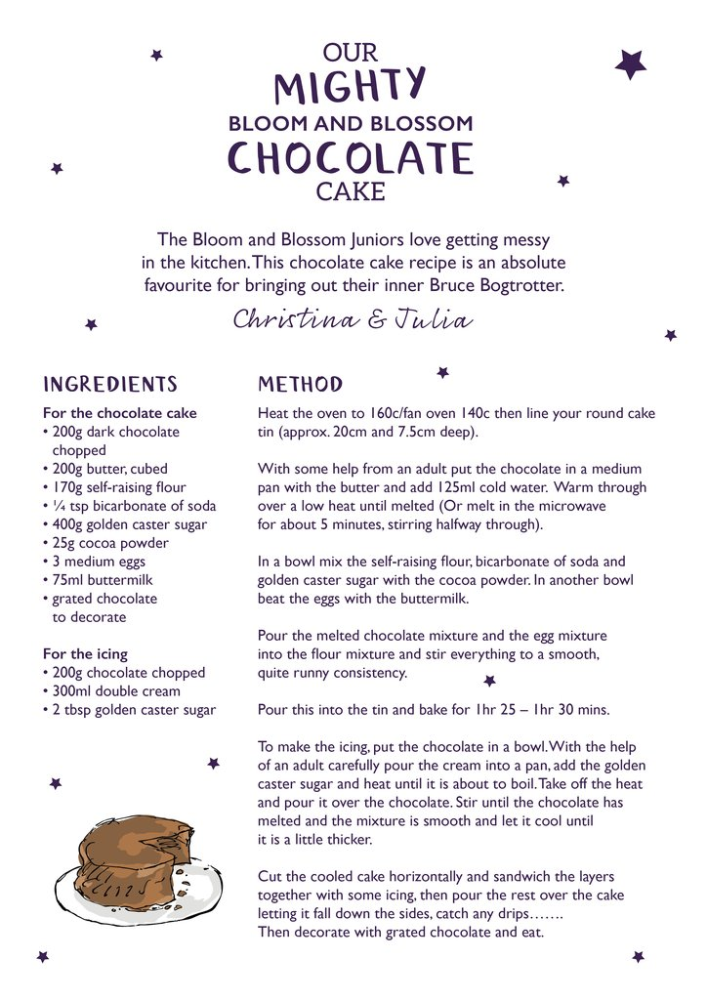 OUR
MIGHTY
BLOOM AND BLOSSOM
CHOCOLATE
CAKE
The Bloom and Blossom Juniors love getting messy
in the kitchen. This chocolate cake recipe is an absolute
favourite for bringing out their inner Bruce Bogtrotter.
Christina & Julia
INGREDIENTS
For the chocolate cake
• 200g dark chocolate
chopped
• 200g butter, cubed
• 170g self-raising flour
• ¼ tsp bicarbonate of soda
• 400g golden caster sugar
• 25g cocoa powder
• 3 medium eggs
• 75ml buttermilk
• grated chocolate
to decorate
For the icing
• 200g chocolate chopped
• 300ml double cream
• 2 tbsp golden caster sugar
METHOD
Heat the oven to 160c/fan oven 140c then line your round cake
tin (approx. 20cm and 7.5cm deep).
With some help from an adult put the chocolate in a medium
pan with the butter and add 125ml cold water. Warm through
over a low heat until melted (Or melt in the microwave
for about 5 minutes, stirring halfway through).
In a bowl mix the self-raising flour, bicarbonate of soda and
golden caster sugar with the cocoa powder. In another bowl
beat the eggs with the buttermilk.
Pour the melted chocolate mixture and the egg mixture
into the flour mixture and stir everything to a smooth,
quite runny consistency.
Pour this into the tin and bake for 1hr 25 – 1hr 30 mins.
To make the icing, put the chocolate in a bowl. With the help
of an adult carefully pour the cream into a pan, add the golden
caster sugar and heat until it is about to boil. Take off the heat
and pour it over the chocolate. Stir until the chocolate has
melted and the mixture is smooth and let it cool until
it is a little thicker.
Cut the cooled cake horizontally and sandwich the layers
together with some icing, then pour the rest over the cake
letting it fall down the sides, catch any drips…….
Then decorate with grated chocolate and eat.